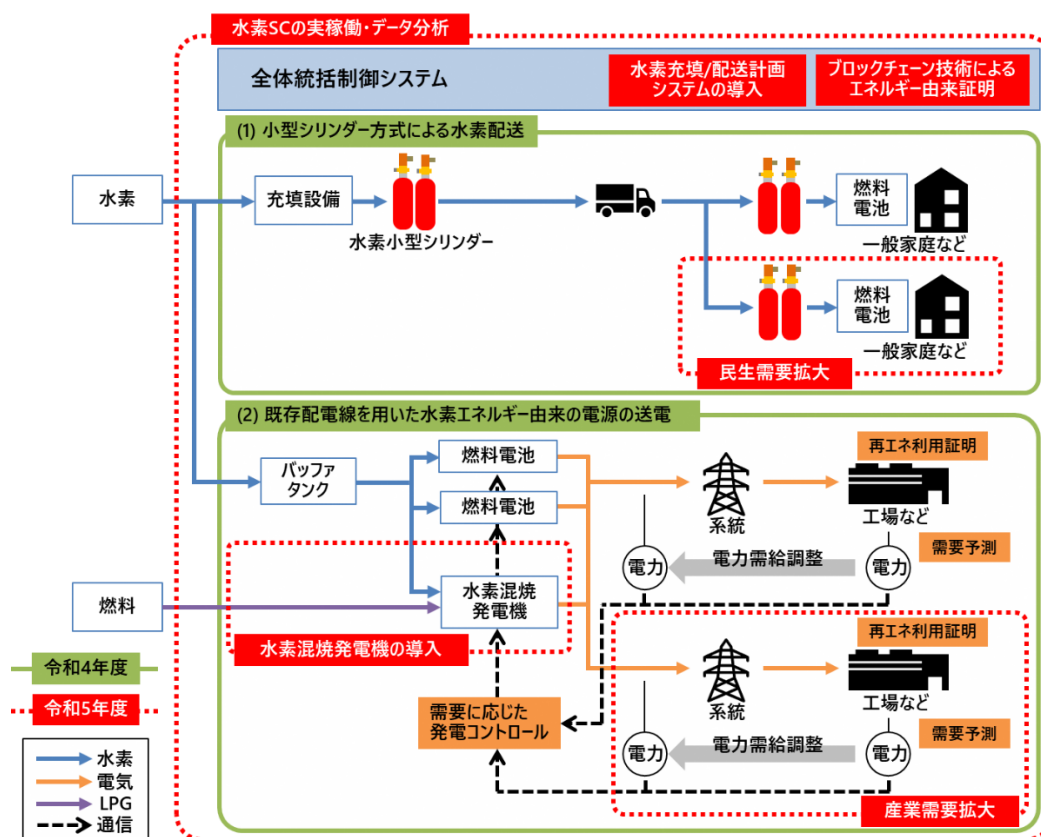 水素SCの実稼働・データ分析
全体統括制御システム
水素充填/配送計画
システムの導入
ブロックチェーン技術による
エネルギー由来証明
(1) 小型シリンダー方式による水素配送
水素
充填設備
水素小型シリンダー
燃料
電池
一般家庭など
燃料
電池
一般家庭など
民生需要拡大
(2) 既存配電線を用いた水素エネルギー由来の電源の送電
バッファ
タンク
燃料電池
燃料電池
系統
再エネ利用証明
工場など
需要予測
電力
電力需給調整
電力
燃料
水素混焼
発電機
水素混焼発電機の導入
再エネ利用証明
系統
工場など
需要予測
需要に応じた
発電コントロール
電力
電力需給調整
電力
産業需要拡大
令和4年度
令和5年度
水素
電気
LPG
通信